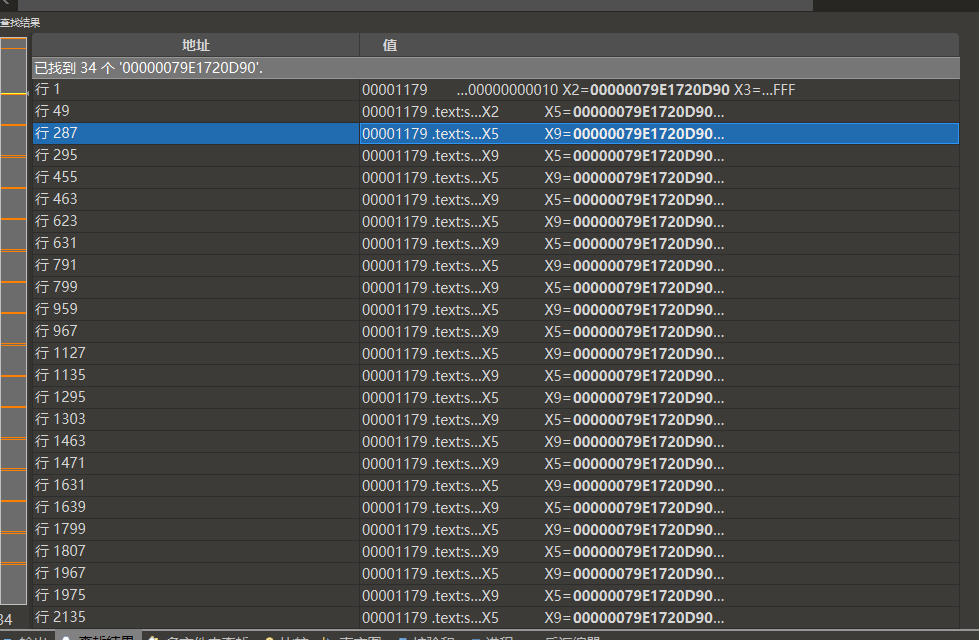 查找结果
地址 值
已找到 34 个 '00000079E1720D90'.
行 1 00001179 ...00000000010 X2=00000079E1720D90 X3=...FFF
行 49 00001179 .text:s...X2 X5=00000079E1720D90...
行 287 00001179 .text:s...X5 X9=00000079E1720D90...
行 295 00001179 .text:s...X9 X5=00000079E1720D90...
行 455 00001179 .text:s...X5 X9=00000079E1720D90...
行 463 00001179 .text:s...X9 X5=00000079E1720D90...
行 623 00001179 .text:s...X5 X9=00000079E1720D90...
行 631 00001179 .text:s...X9 X5=00000079E1720D90...
行 791 00001179 .text:s...X5 X9=00000079E1720D90...
行 799 00001179 .text:s...X9 X5=00000079E1720D90...
行 959 00001179 .text:s...X5 X9=00000079E1720D90...
行 967 00001179 .text:s...X9 X5=00000079E1720D90...
行 1127 00001179 .text:s...X5 X9=00000079E1720D90...
行 1135 00001179 .text:s...X9 X5=00000079E1720D90...
行 1295 00001179 .text:s...X5 X9=00000079E1720D90...
行 1303 00001179 .text:s...X9 X5=00000079E1720D90...
行 1463 00001179 .text:s...X5 X9=00000079E1720D90...
行 1471 00001179 .text:s...X9 X5=00000079E1720D90...
行 1631 00001179 .text:s...X5 X9=00000079E1720D90...
行 1639 00001179 .text:s...X9 X5=00000079E1720D90...
行 1799 00001179 .text:s...X5 X9=00000079E1720D90...
行 1807 00001179 .text:s...X9 X5=00000079E1720D90...
行 1967 00001179 .text:s...X5 X9=00000079E1720D90...
行 1975 00001179 .text:s...X9 X5=00000079E1720D90...
行 2135 00001179 .text:s...X5 X9=00000079E1720D90...
34
查找结果